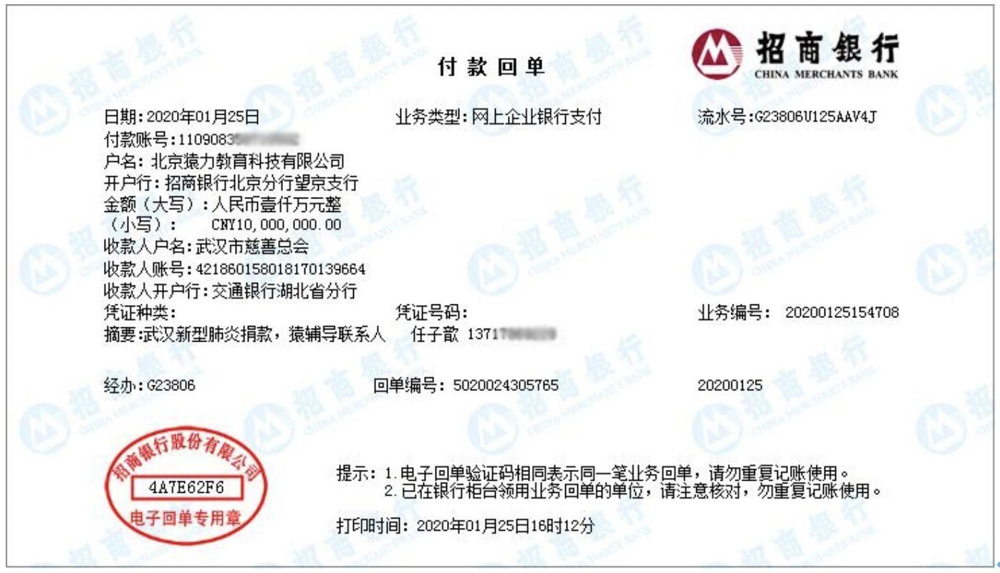 招商银行
CHINA MERCHANTS BANK
付款回单
日期:2020年01月25日 业务类型:网上企业银行支付 流水号:G23806U125AAV4J
付款账号:1109083
户名: 北京猿力教育科技有限公司
开户行:招商银行北京分行望京支行
金额(大写):人民币壹仟万元整
(小写): CNY10,000,000.00
收款人户名:武汉市慈善总会
收款人账号:421860158018170139664
收款人开户行:交通银行湖北省分行
凭证种类: 凭证号码: 业务编号: 20200125154708
摘要:武汉新型肺炎捐款，猿辅导联系人 任子歆 13717
经办:G23806 回单编号: 5020024305765 20200125
招商银行股份有限公司
4A7E62F6
电子回单专用章
提示: 1.电子回单验证码相同表示同一笔业务回单，请勿重复记账使用。
2.已在银行柜台领用业务回单的单位，请注意核对，勿重复记账使用。
打印时间: 2020年01月25日16时12分